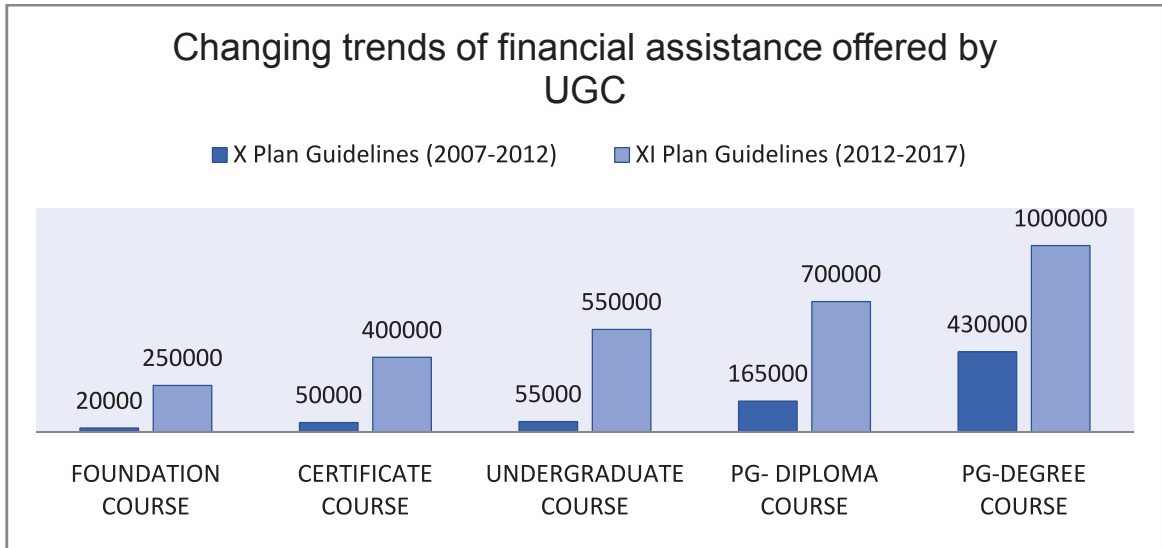 Changing trends of financial assistance offered by
UGC
X Plan Guidelines (2007-2012) XI Plan Guidelines (2012-2017)
20000 250000 50000 400000 55000 550000 165000 700000 430000 1000000
FOUNDATION CERTIFICATE UNDERGRADUATE PG- DIPLOMA PG-DEGREE
COURSE COURSE COURSE COURSE COURSE